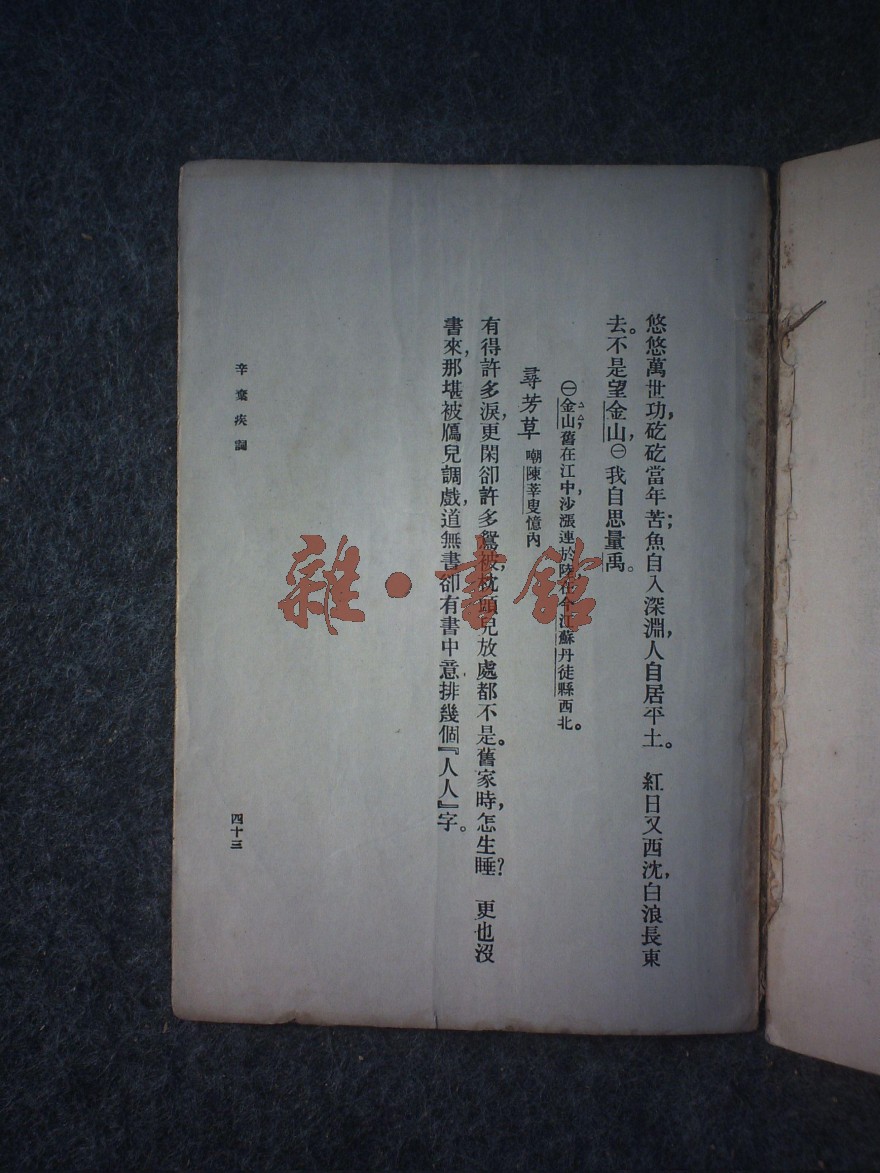 悠悠萬世功，矻矻當年苦；魚自入深淵，人自居平土。　紅日又西沈，白浪長東
去。不是望金山，㊀我自思量禹。
㊀金山，舊在江中，沙漲連於陸，在今江蘇丹徒縣西北。
尋芳草　嘲陳莘叟憶內
有得許多淚，更閑卻許多鴛被，枕頭兒放處都不是。舊家時，怎生睡？　更也沒
書來，那堪被鴈兒調戲，道無書卻有書中意，排幾個『人人』字。
辛棄疾詞
四十三
雜·書館